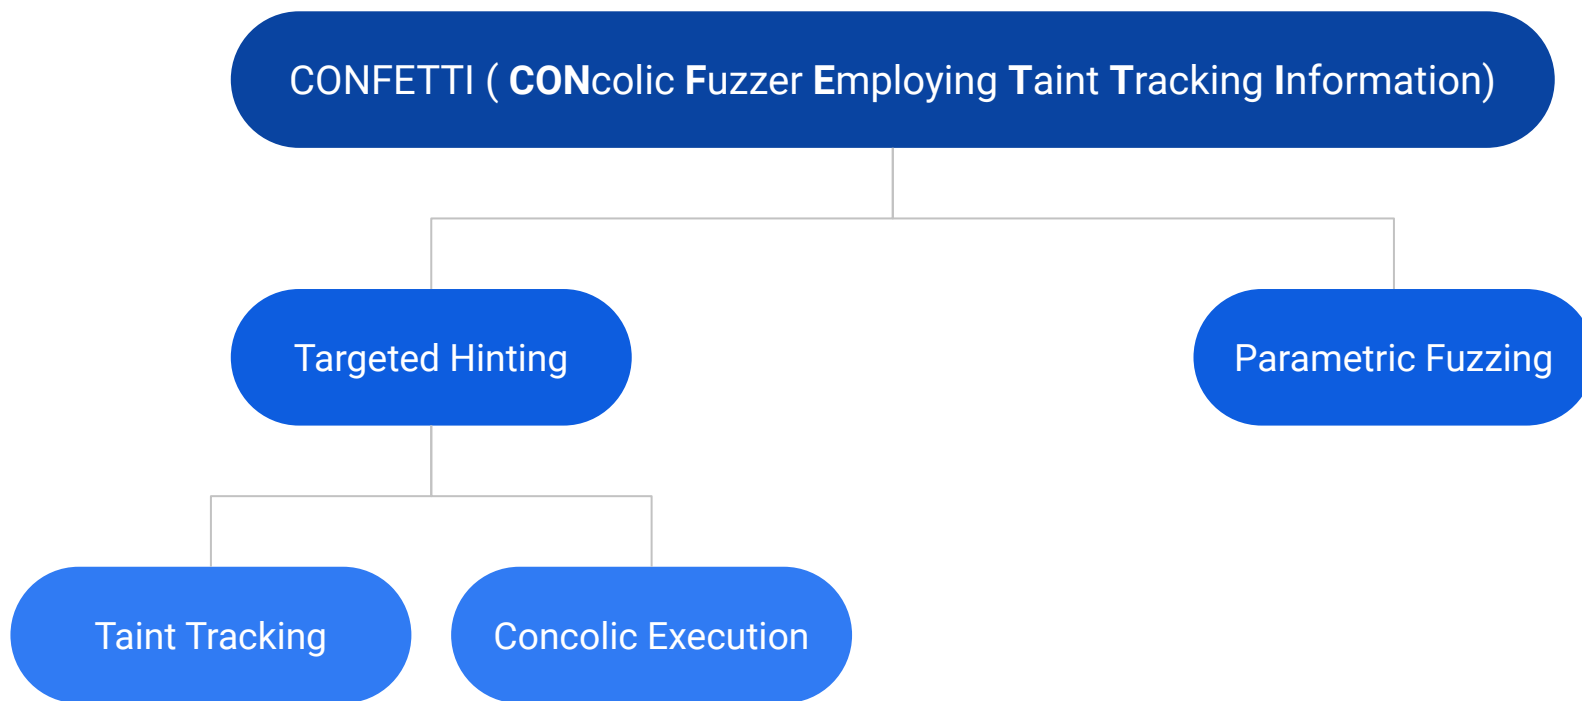 CONFETTI ( CONcolic Fuzzer Employing Taint Tracking Information)
Targeted Hinting
Parametric Fuzzing
Taint Tracking
Concolic Execution